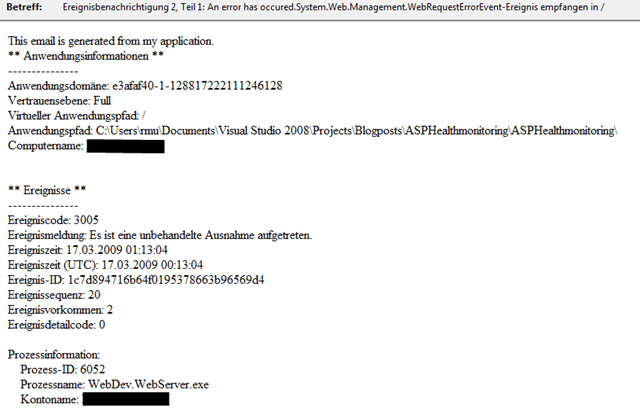 Betreff: Ereignisbenachrichtigung 2, Teil 1: An error has occured.System.Web.Management.WebRequestErrorEvent-Ereignis empfangen in /
This email is generated from my application.
** Anwendungsinformationen **
---------------
Anwendungsdomäne: e3afaf40-1-128817222111246128
Vertrauensebene: Full
Virtueller Anwendungspfad: /
Anwendungspfad: C:\Users\rmu\Documents\Visual Studio 2008\Projects\Blogposts\ASPHealthmonitoring\ASPHealthmonitoring\
Computername:
** Ereignisse **
---------------
Ereigniscode: 3005
Ereignismeldung: Es ist eine unbehandelte Ausnahme aufgetreten.
Ereigniszeit: 17.03.2009 01:13:04
Ereigniszeit (UTC): 17.03.2009 00:13:04
Ereignis-ID: 1c7d894716b64f0195378663b96569d4
Ereignissequenz: 20
Ereignisvorkommen: 2
Ereignisdetailcode: 0
Prozessinformation:
Prozess-ID: 6052
Prozessname: WebDev.WebServer.exe
Kontoname: